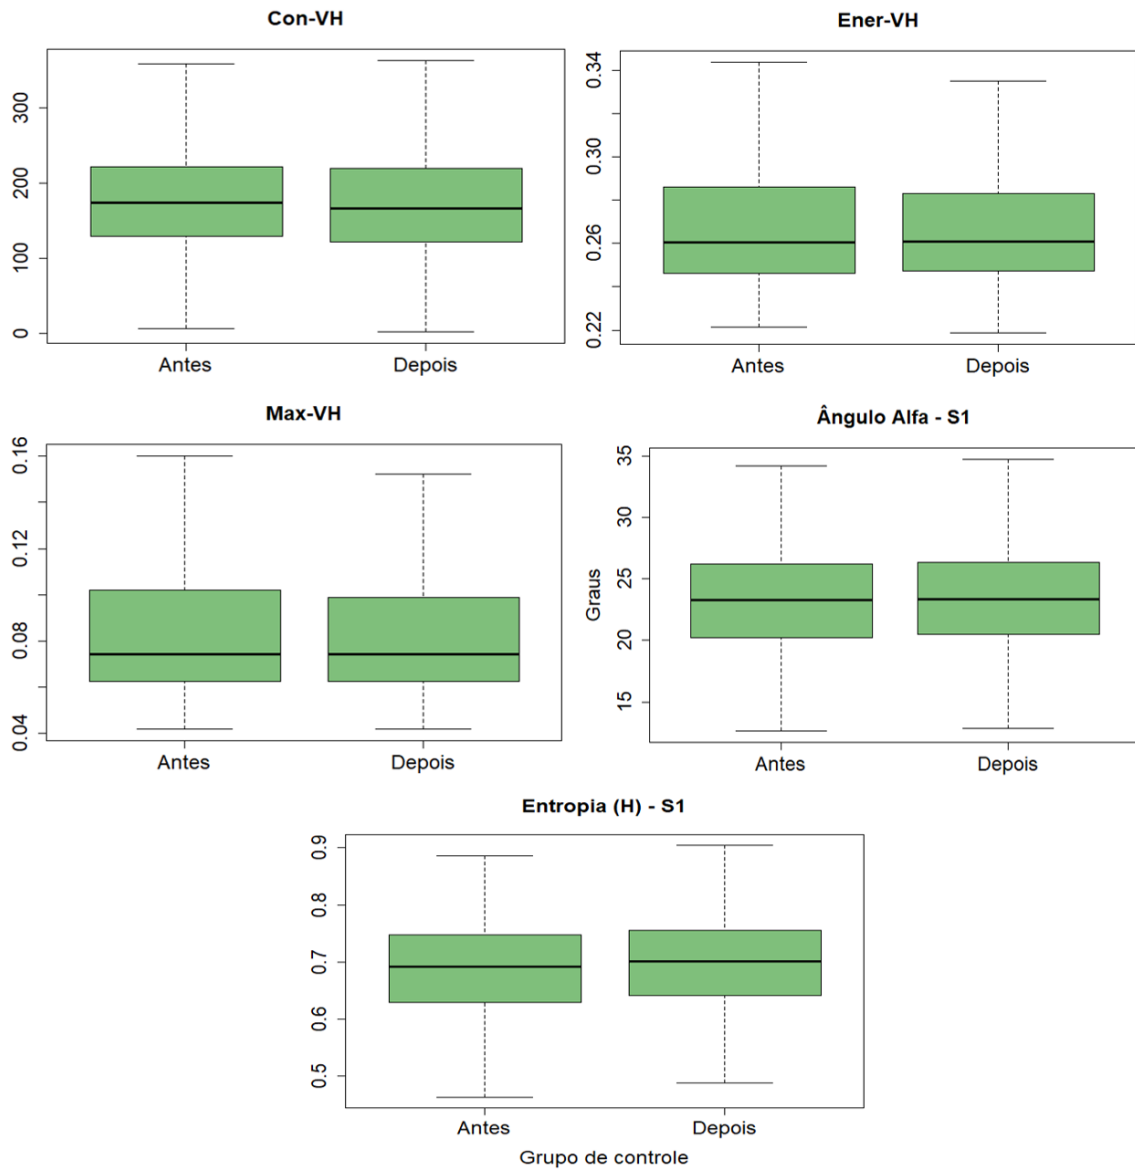 Con-VH
300
200
100
0
Antes Depois
Ener-VH
0.34
0.30
0.26
0.22
Antes Depois
Max-VH
0.16
0.12
0.08
0.04
Antes Depois
Ângulo Alfa - S1
Graus
35
30
25
20
15
Antes Depois
Entropia (H) - S1
0.9
0.8
0.7
0.6
0.5
Antes Depois
Grupo de controle